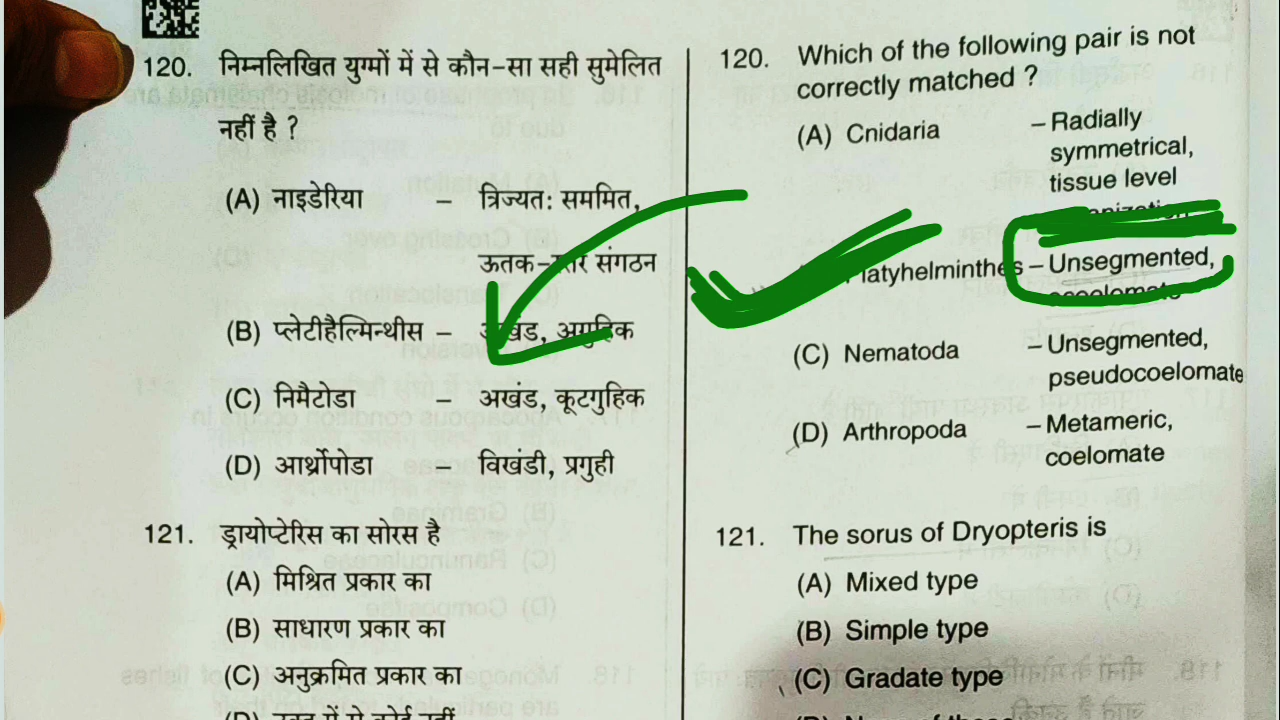 120. निम्नलिखित युग्मों में से कौन-सा सही सुमेलित
नहीं है ?
(A) नाइडेरिया – त्रिज्यत: सममित,
ऊतक-स्तर संगठन
(B) प्लेटीहैल्मिन्थीस – अखंड, अगुहिक
(C) निमैटोडा – अखंड, कूटगुहिक
(D) आर्थ्रोपोडा – विखंडी, प्रगुही
121. ड्रायोप्टेरिस का सोरस है
(A) मिश्रित प्रकार का
(B) साधारण प्रकार का
(C) अनुक्रमित प्रकार का
120. Which of the following pair is not
correctly matched ?
(A) Cnidaria – Radially
symmetrical,
tissue level
Platyhelminthes – Unsegmented,
(C) Nematoda – Unsegmented,
pseudocoelomate
(D) Arthropoda – Metameric,
coelomate
121. The sorus of Dryopteris is
(A) Mixed type
(B) Simple type
(C) Gradate type